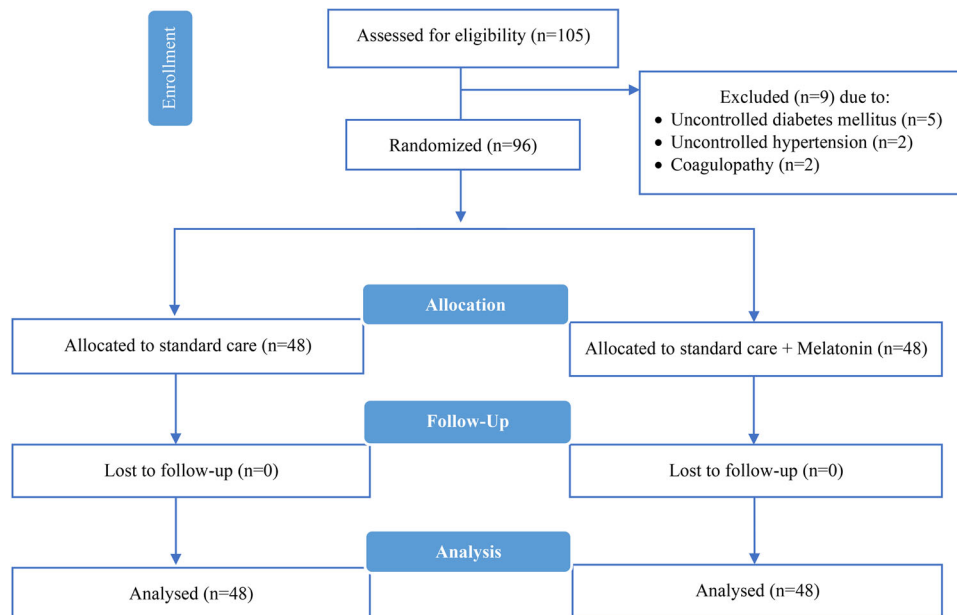 Enrollment
Assessed for eligibility (n=105)
Excluded (n=9) due to:
• Uncontrolled diabetes mellitus (n=5)
• Uncontrolled hypertension (n=2)
• Coagulopathy (n=2)
Randomized (n=96)
Allocation
Allocated to standard care (n=48)
Allocated to standard care + Melatonin (n=48)
Follow-Up
Lost to follow-up (n=0)
Lost to follow-up (n=0)
Analysis
Analysed (n=48)
Analysed (n=48)